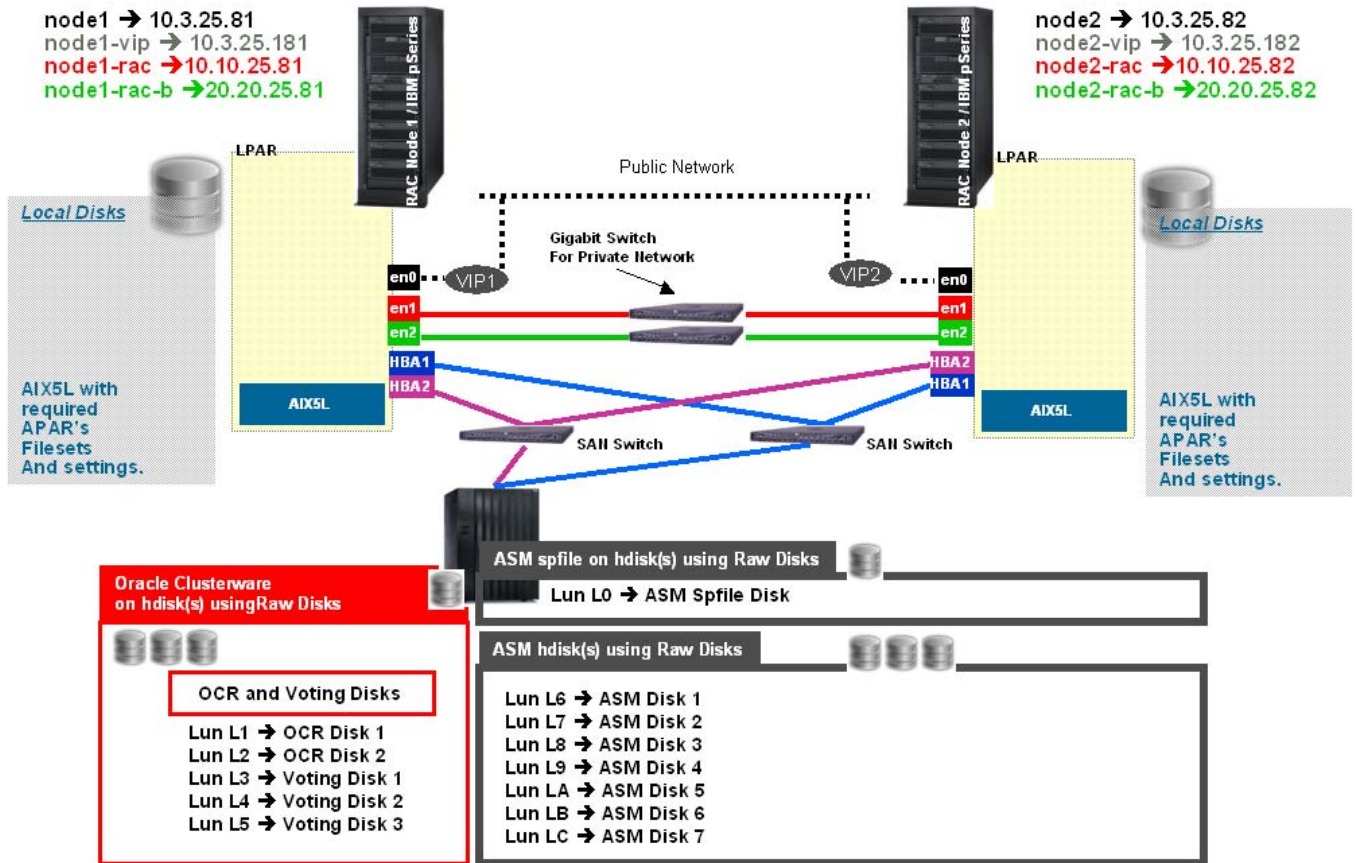 node1 ➔ 10.3.25.81
node1-vip ➔ 10.3.25.181
node1-rac ➔10.10.25.81
node1-rac-b ➔20.20.25.81
node2 ➔ 10.3.25.82
node2-vip ➔ 10.3.25.182
node2-rac ➔10.10.25.82
node2-rac-b ➔20.20.25.82
RAC Node 1 / IBM pSeries
RAC Node 2 / IBM pSeries
LPAR
LPAR
Public Network
Local Disks
Local Disks
Gigabit Switch
For Private Network
en0
VIP1
VIP2
en0
en1
en1
en2
en2
HBA1
HBA2
HBA2
HBA1
AIX5L with
required
APAR's
Filesets
And settings.
AIX5L
AIX5L
AIX5L with
required
APAR's
Filesets
And settings.
SAN Switch
SAN Switch
Oracle Clusterware
on hdisk(s) usingRaw Disks
OCR and Voting Disks
Lun L1 ➔ OCR Disk 1
Lun L2 ➔ OCR Disk 2
Lun L3 ➔ Voting Disk 1
Lun L4 ➔ Voting Disk 2
Lun L5 ➔ Voting Disk 3
ASM spfile on hdisk(s) using Raw Disks
Lun L0 ➔ ASM Spfile Disk
ASM hdisk(s) using Raw Disks
Lun L6 ➔ ASM Disk 1
Lun L7 ➔ ASM Disk 2
Lun L8 ➔ ASM Disk 3
Lun L9 ➔ ASM Disk 4
Lun LA ➔ ASM Disk 5
Lun LB ➔ ASM Disk 6
Lun LC ➔ ASM Disk 7